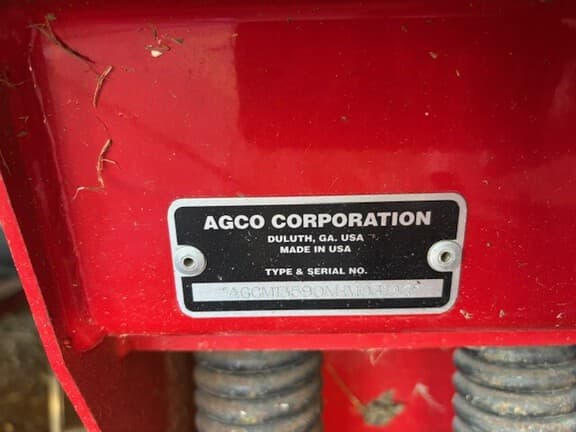 AGCO CORPORATION
DULUTH, GA. USA
MADE IN USA
TYPE & SERIAL NO.